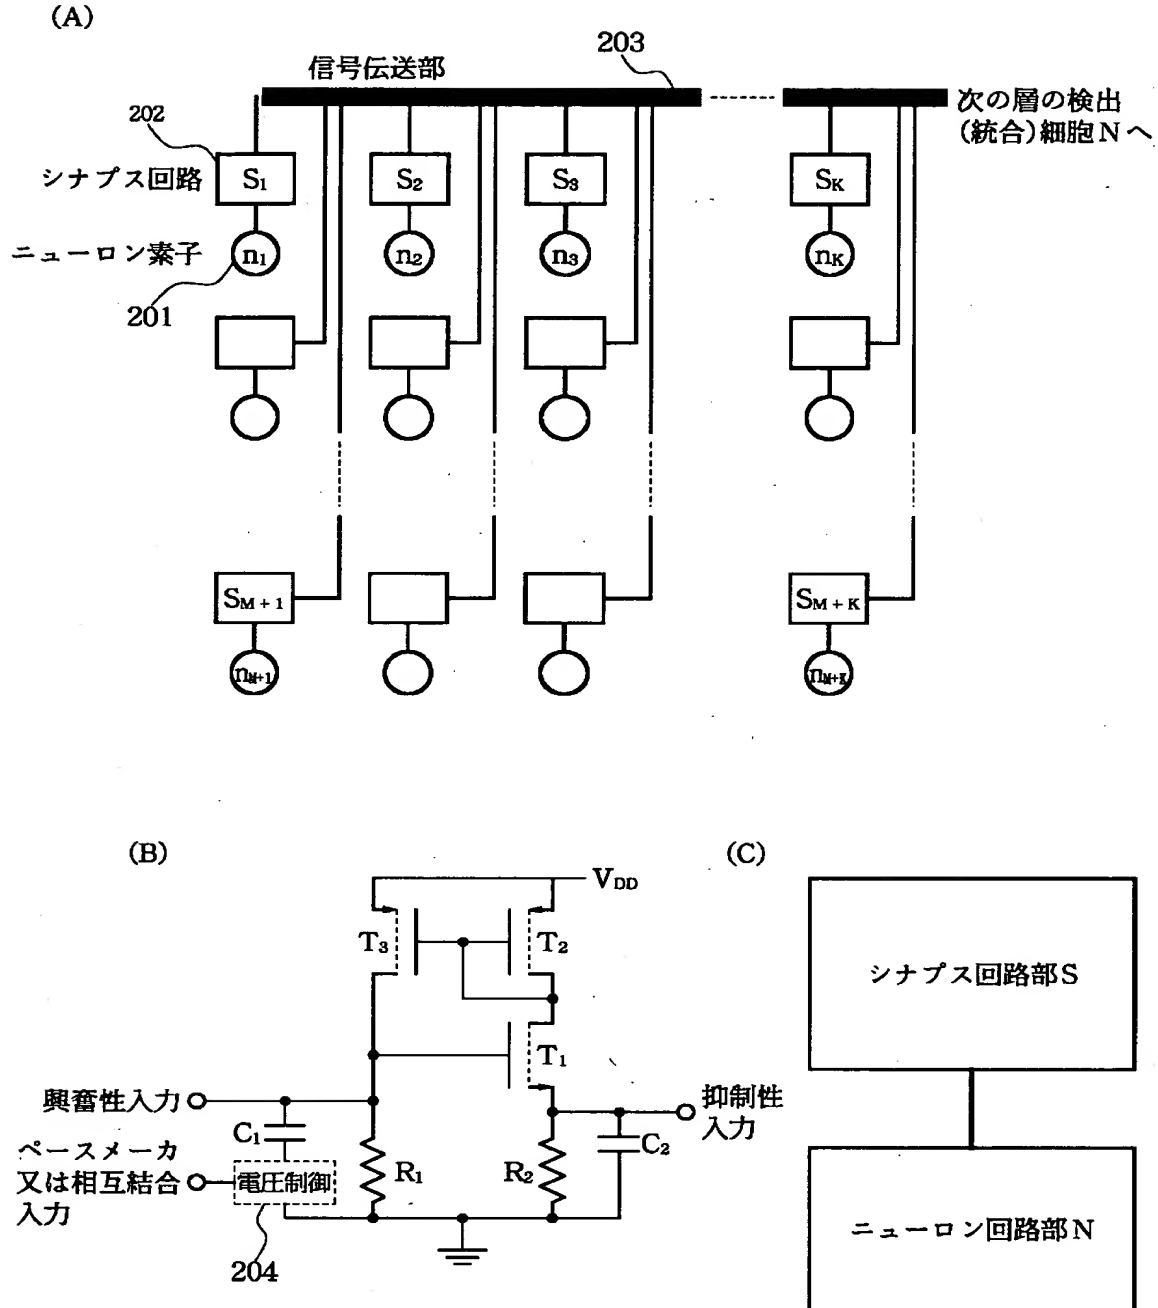 (A)
203
信号伝送部
次の層の検出
(統合)細胞Nへ
202
シナプス回路
S1
S2
S3
SK
ニューロン素子
n1
n2
n3
nK
201
SM+1
SM+K
nM+1
nM+K
(B)
(C)
VDD
T3
T2
シナプス回路部S
T1
興奮性入力
抑制性
入力
C1
C2
ペースメーカ
又は相互結合
入力
電圧制御
R1
R2
204
ニューロン回路部N